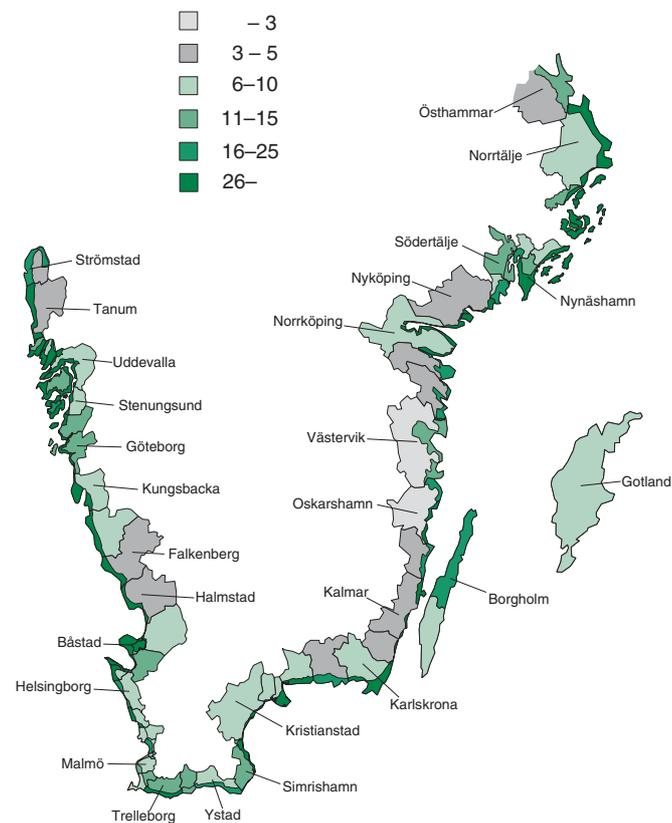 – 3
3 – 5
6–10
11–15
16–25
26–
Östhammar
Norrtälje
Södertälje
Strömstad
Nyköping
Nynäshamn
Tanum
Norrköping
Uddevalla
Stenungsund
Västervik
Göteborg
Gotland
Kungsbacka
Oskarshamn
Falkenberg
Kalmar
Halmstad
Borgholm
Båstad
Helsingborg
Karlskrona
Kristianstad
Malmö
Simrishamn
Trelleborg
Ystad